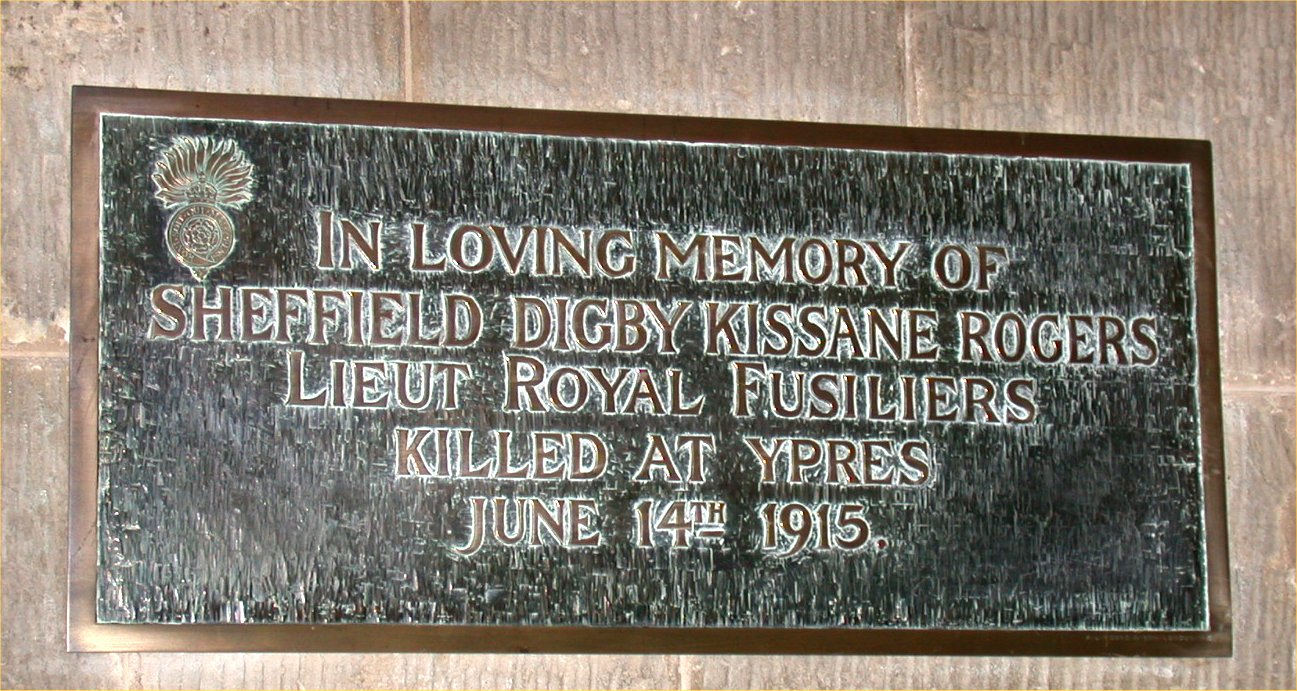 IN LOVING MEMORY OF
SHEFFIELD DIGBY KISSANE ROGERS
LIEUT ROYAL FUSILIERS
KILLED AT YPRES
JUNE 14TH 1915.